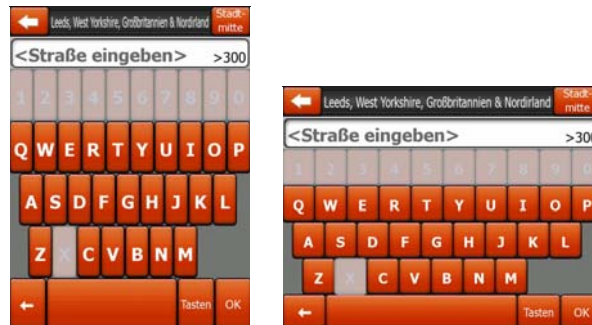 Leeds, West Yorkshire, Großbritannien & Nordirland
Stadt-
mitte
<Straße eingeben> >300
1 2 3 4 5 6 7 8 9 0
Q W E R T Y U I O P
A S D F G H J K L
Z X C V B N M
Tasten OK
Leeds, West Yorkshire, Großbritannien & Nordirland
Stadt-
mitte
<Straße eingeben> >300
1 2 3 4 5 6 7 8 9 0
Q W E R T Y U I O P
A S D F G H J K L
Z X C V B N M
Tasten OK